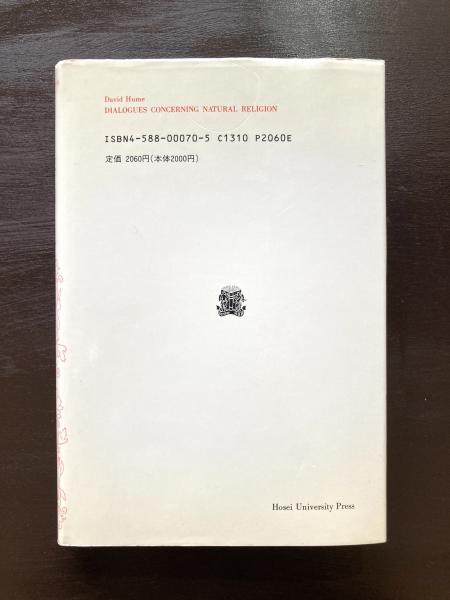 David Hume
DIALOGUES CONCERNING NATURAL RELIGION
ISBN4-588-00070-5 C1310 P2060E
定価 2060円(本体2000円)
Hosei University Press